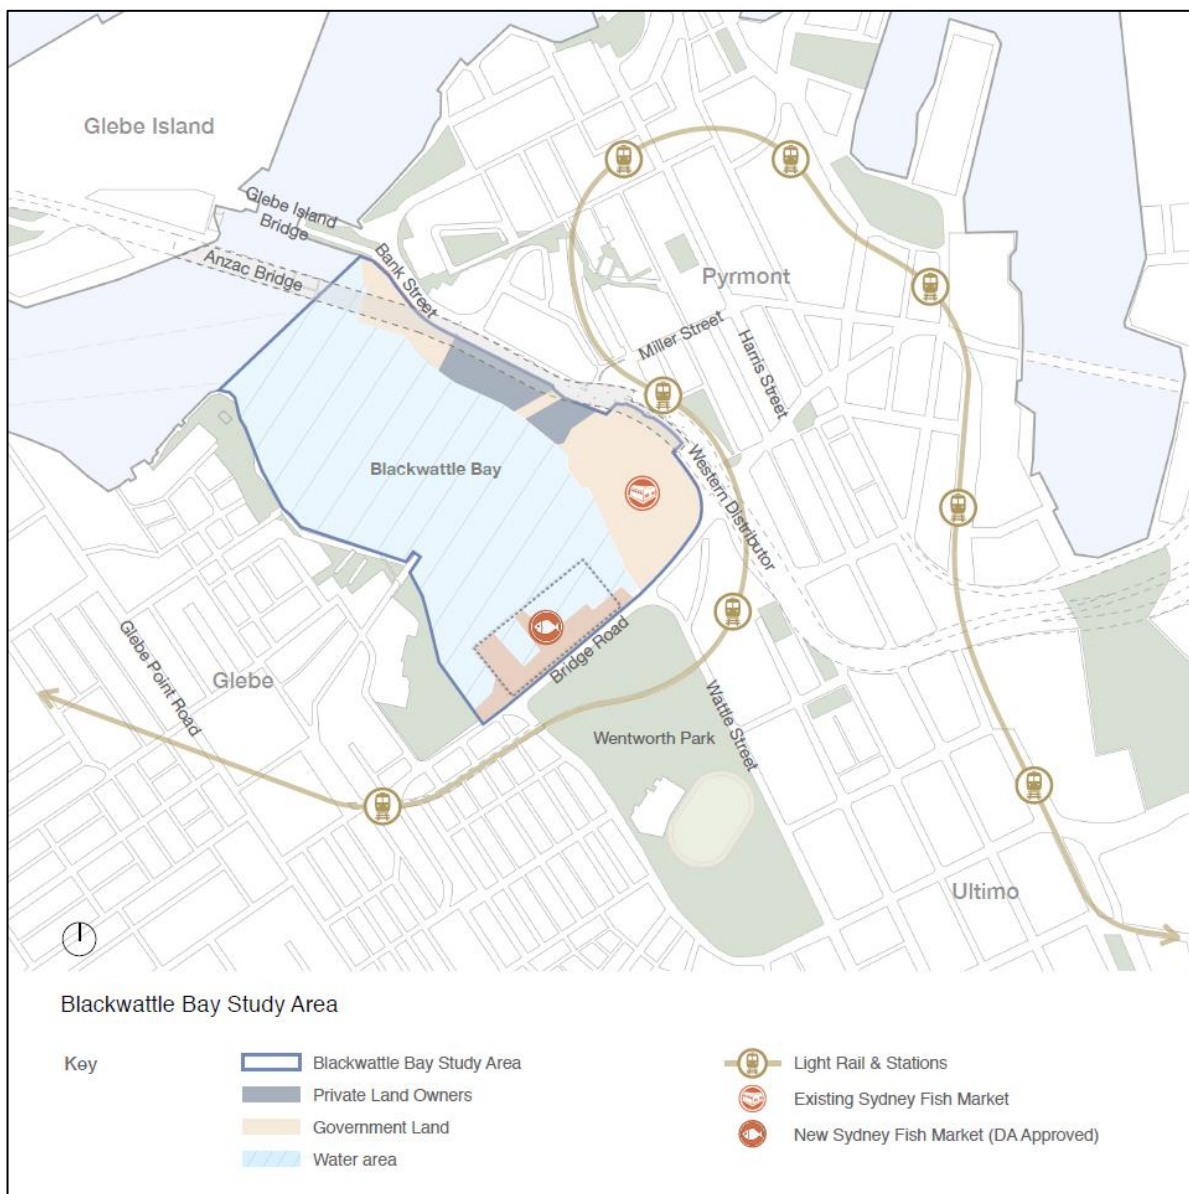 Glebe Island
Glebe Island
Bridge
Anzac Bridge
Bank Street
Pyrmont
Miller Street
Harris Street
Blackwattle Bay
Western Distributor
Glebe Point Road
Glebe
Bridge Road
Wattle Street
Wentworth Park
Ultimo
Blackwattle Bay Study Area
Key
Blackwattle Bay Study Area
Private Land Owners
Government Land
Water area
Light Rail & Stations
Existing Sydney Fish Market
New Sydney Fish Market (DA Approved)